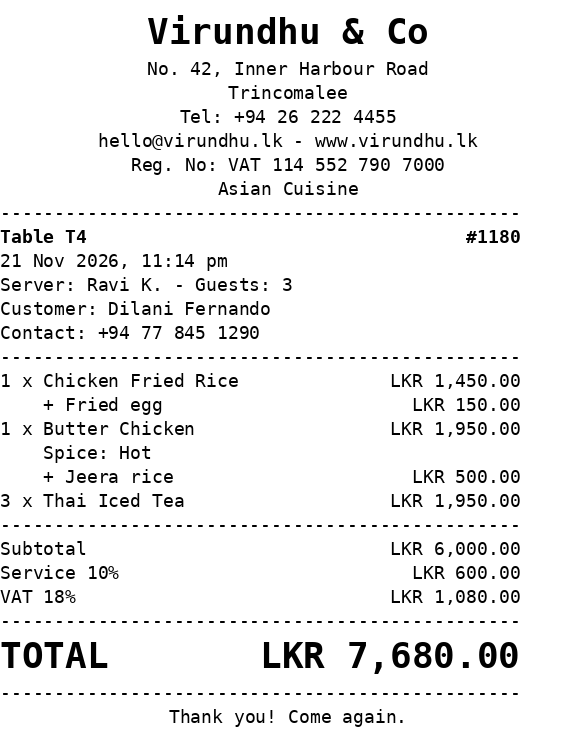 Virundhu & Co
No. 42, Inner Harbour Road
Trincomalee
Tel: +94 26 222 4455
hello@virundhu.lk - www.virundhu.lk
Reg. No: VAT 114 552 790 7000
Asian Cuisine
------------------------------------------------
Table T4 #1180
21 Nov 2026, 11:14 pm
Server: Ravi K. - Guests: 3
Customer: Dilani Fernando
Contact: +94 77 845 1290
------------------------------------------------
1 x Chicken Fried Rice LKR 1,450.00
+ Fried egg LKR 150.00
1 x Butter Chicken LKR 1,950.00
Spice: Hot
+ Jeera rice LKR 500.00
3 x Thai Iced Tea LKR 1,950.00
------------------------------------------------
Subtotal LKR 6,000.00
Service 10% LKR 600.00
VAT 18% LKR 1,080.00
------------------------------------------------
TOTAL LKR 7,680.00
------------------------------------------------
Thank you! Come again.